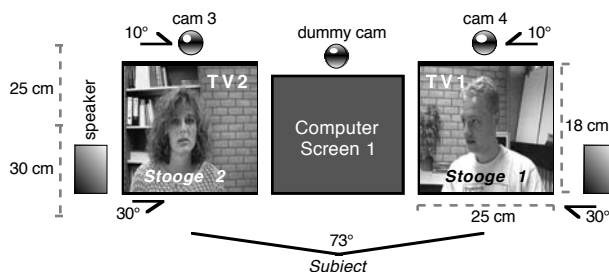 cam 3
cam 4
10°
dummy cam
10°
25 cm
speaker
TV2
TV1
Computer
Screen 1
18 cm
30 cm
Stooge 2
Stooge 1
30°
25 cm
30°
73°
Subject